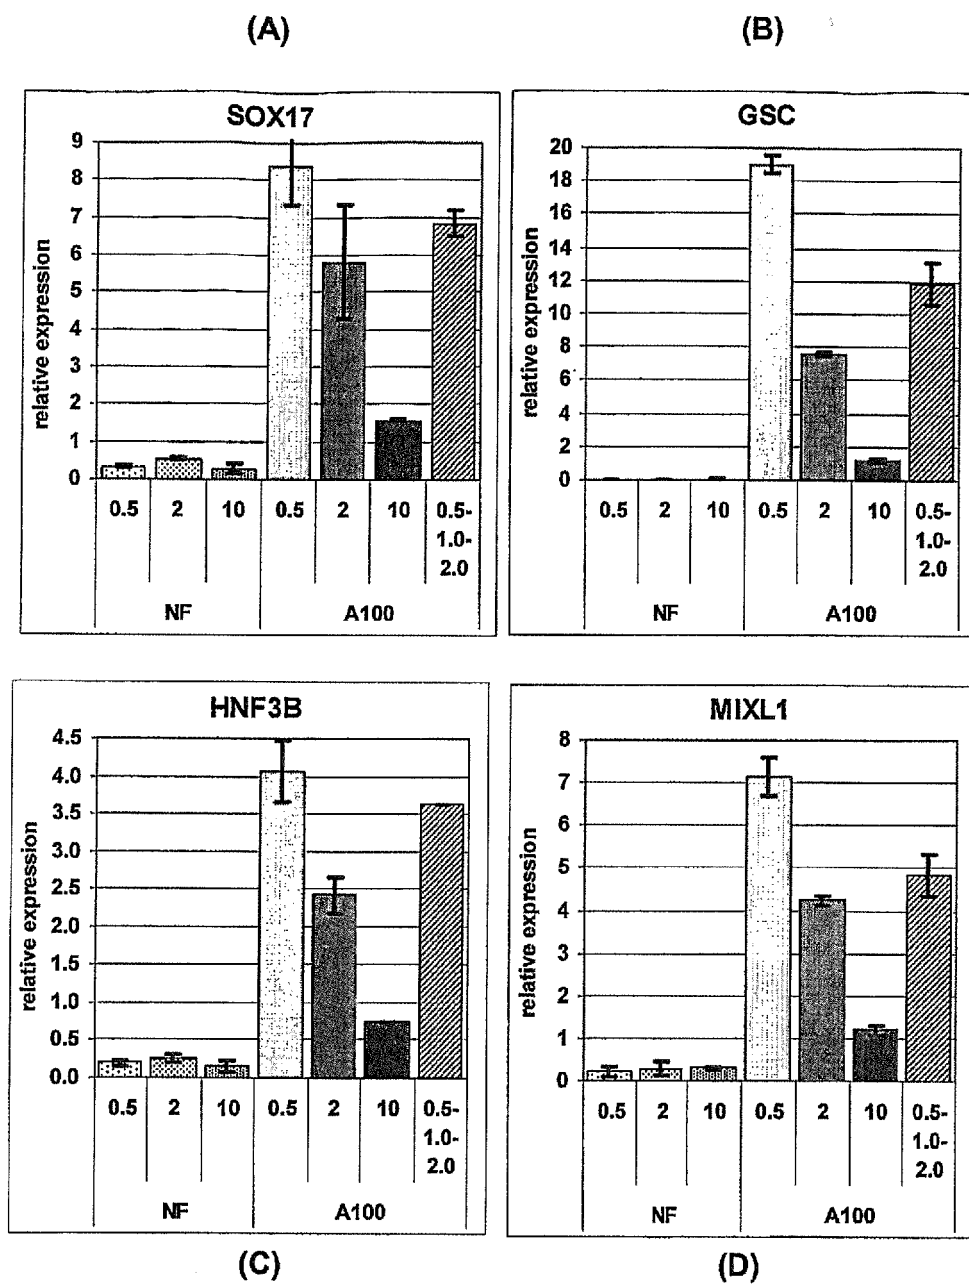 (A)
(B)
SOX17
9
8
7
6
5
4
3
2
1
0
relative expression
0.5 2 10 0.5 2 10 0.5-
1.0-
2.0
NF A100
GSC
20
18
16
14
12
10
8
6
4
2
0
relative expression
0.5 2 10 0.5 2 10 0.5-
1.0-
2.0
NF A100
HNF3B
4.5
4.0
3.5
3.0
2.5
2.0
1.5
1.0
0.5
0.0
relative expression
0.5 2 10 0.5 2 10 0.5-
1.0-
2.0
NF A100
MIXL1
8
7
6
5
4
3
2
1
0
relative expression
0.5 2 10 0.5 2 10 0.5-
1.0-
2.0
NF A100
(C)
(D)